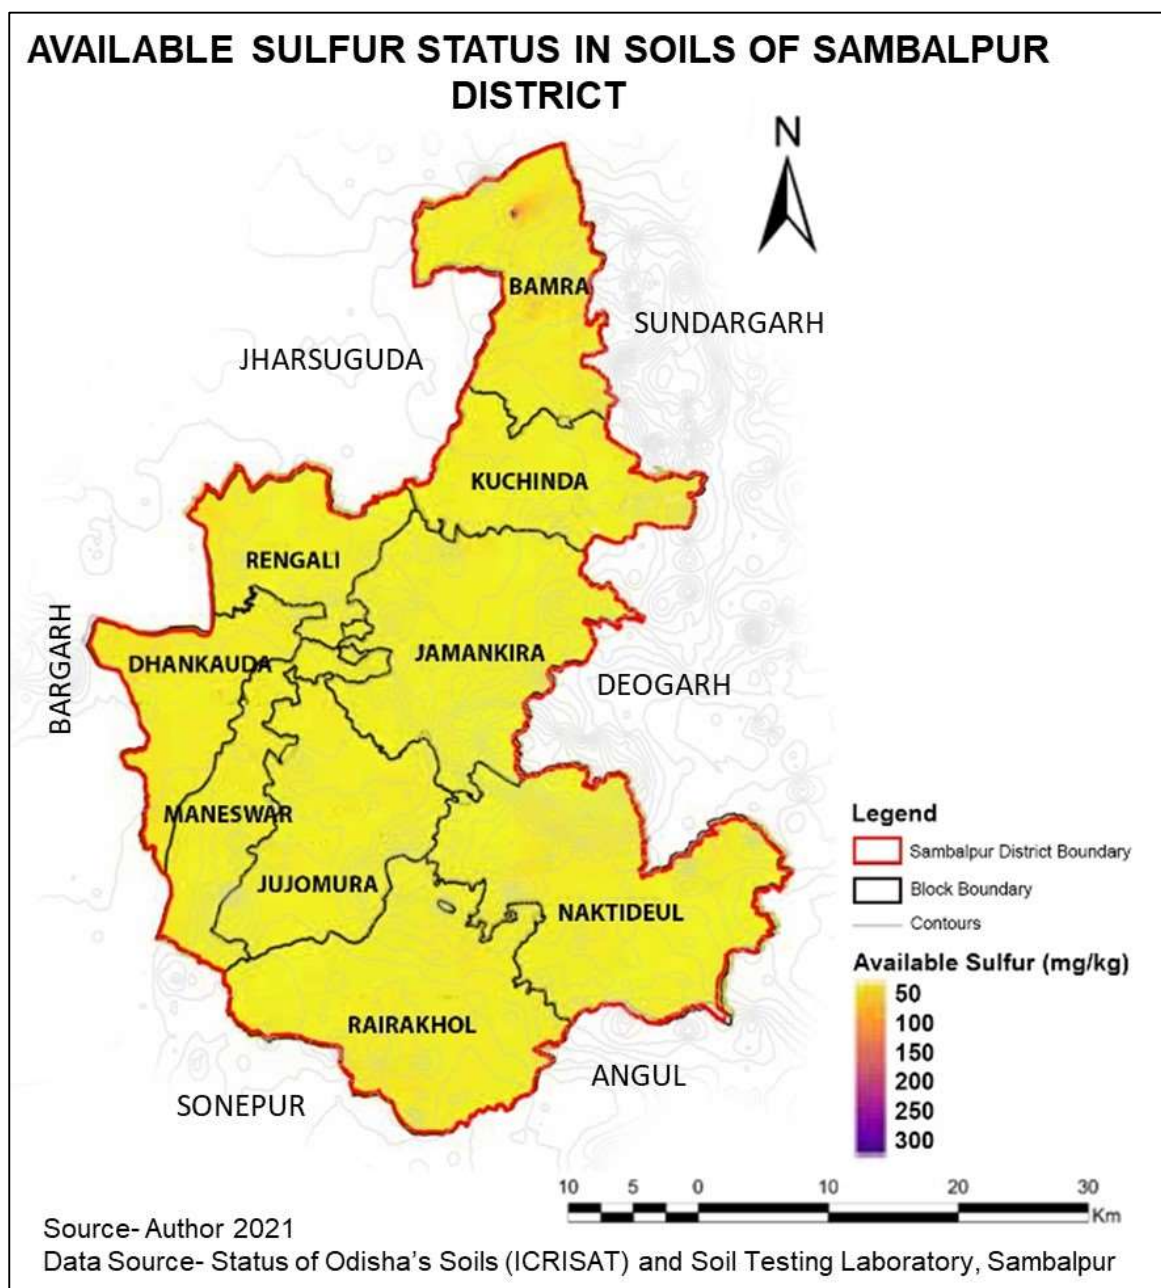 AVAILABLE SULFUR STATUS IN SOILS OF SAMBALPUR
DISTRICT
N
BAMRA
SUNDARGARH
JHARSUGUDA
KUCHINDA
RENGALI
BARGARH
DHANKAUDA
JAMANKIRA
DEOGARH
MANESWAR
JUJOMURA
NAKTIDEUL
RAIRAKHOL
ANGUL
SONEPUR
Legend
Sambalpur District Boundary
Block Boundary
Contours
Available Sulfur (mg/kg)
50
100
150
200
250
300
10 5 0 10 20 30
Km
Source- Author 2021
Data Source- Status of Odisha's Soils (ICRISAT) and Soil Testing Laboratory, Sambalpur